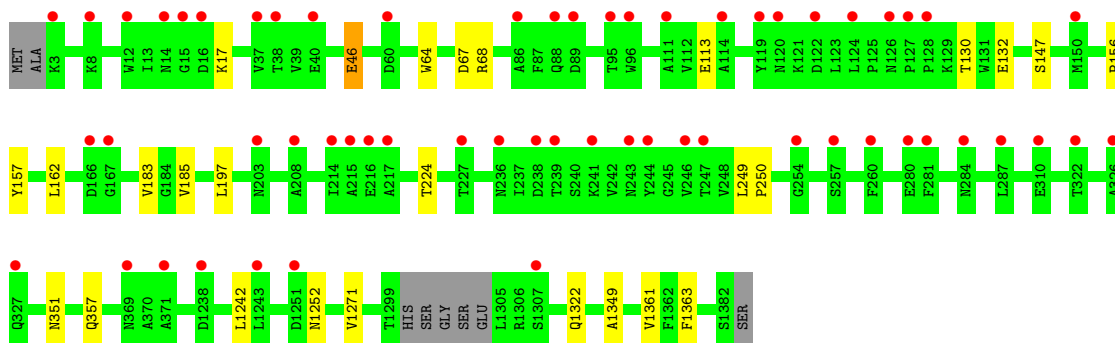 MET ALA K3 K8 W12 I13 N14 G15 D16 K17 V37 T38 V39 E40 E46 D60 W64 D67 R68 A86 F87 Q88 D89 T95 W96 A111 V112 E113 A114 Y119 N120 K121 D122 L123 L124 P125 N126 P127 P128 K129 T130 W131 E132 S147 M150
Y157 L162 D166 G167 V183 G184 V185 L197 N203 A208 I214 A215 E216 A217 T224 T227 N236 I237 D238 T239 S240 K241 V242 N243 Y244 G245 V246 T247 V248 L249 P250 G254 S257 F260 E280 F281 N284 L287 E310 T322
Q327 N351 Q357 N369 A370 A371 D1238 L1242 L1243 D1251 N1252 V1271 T1299 HIS SER GLY SER GLU L1305 R1306 S1307 Q1322 A1349 V1361 F1362 F1363 S1382 SER